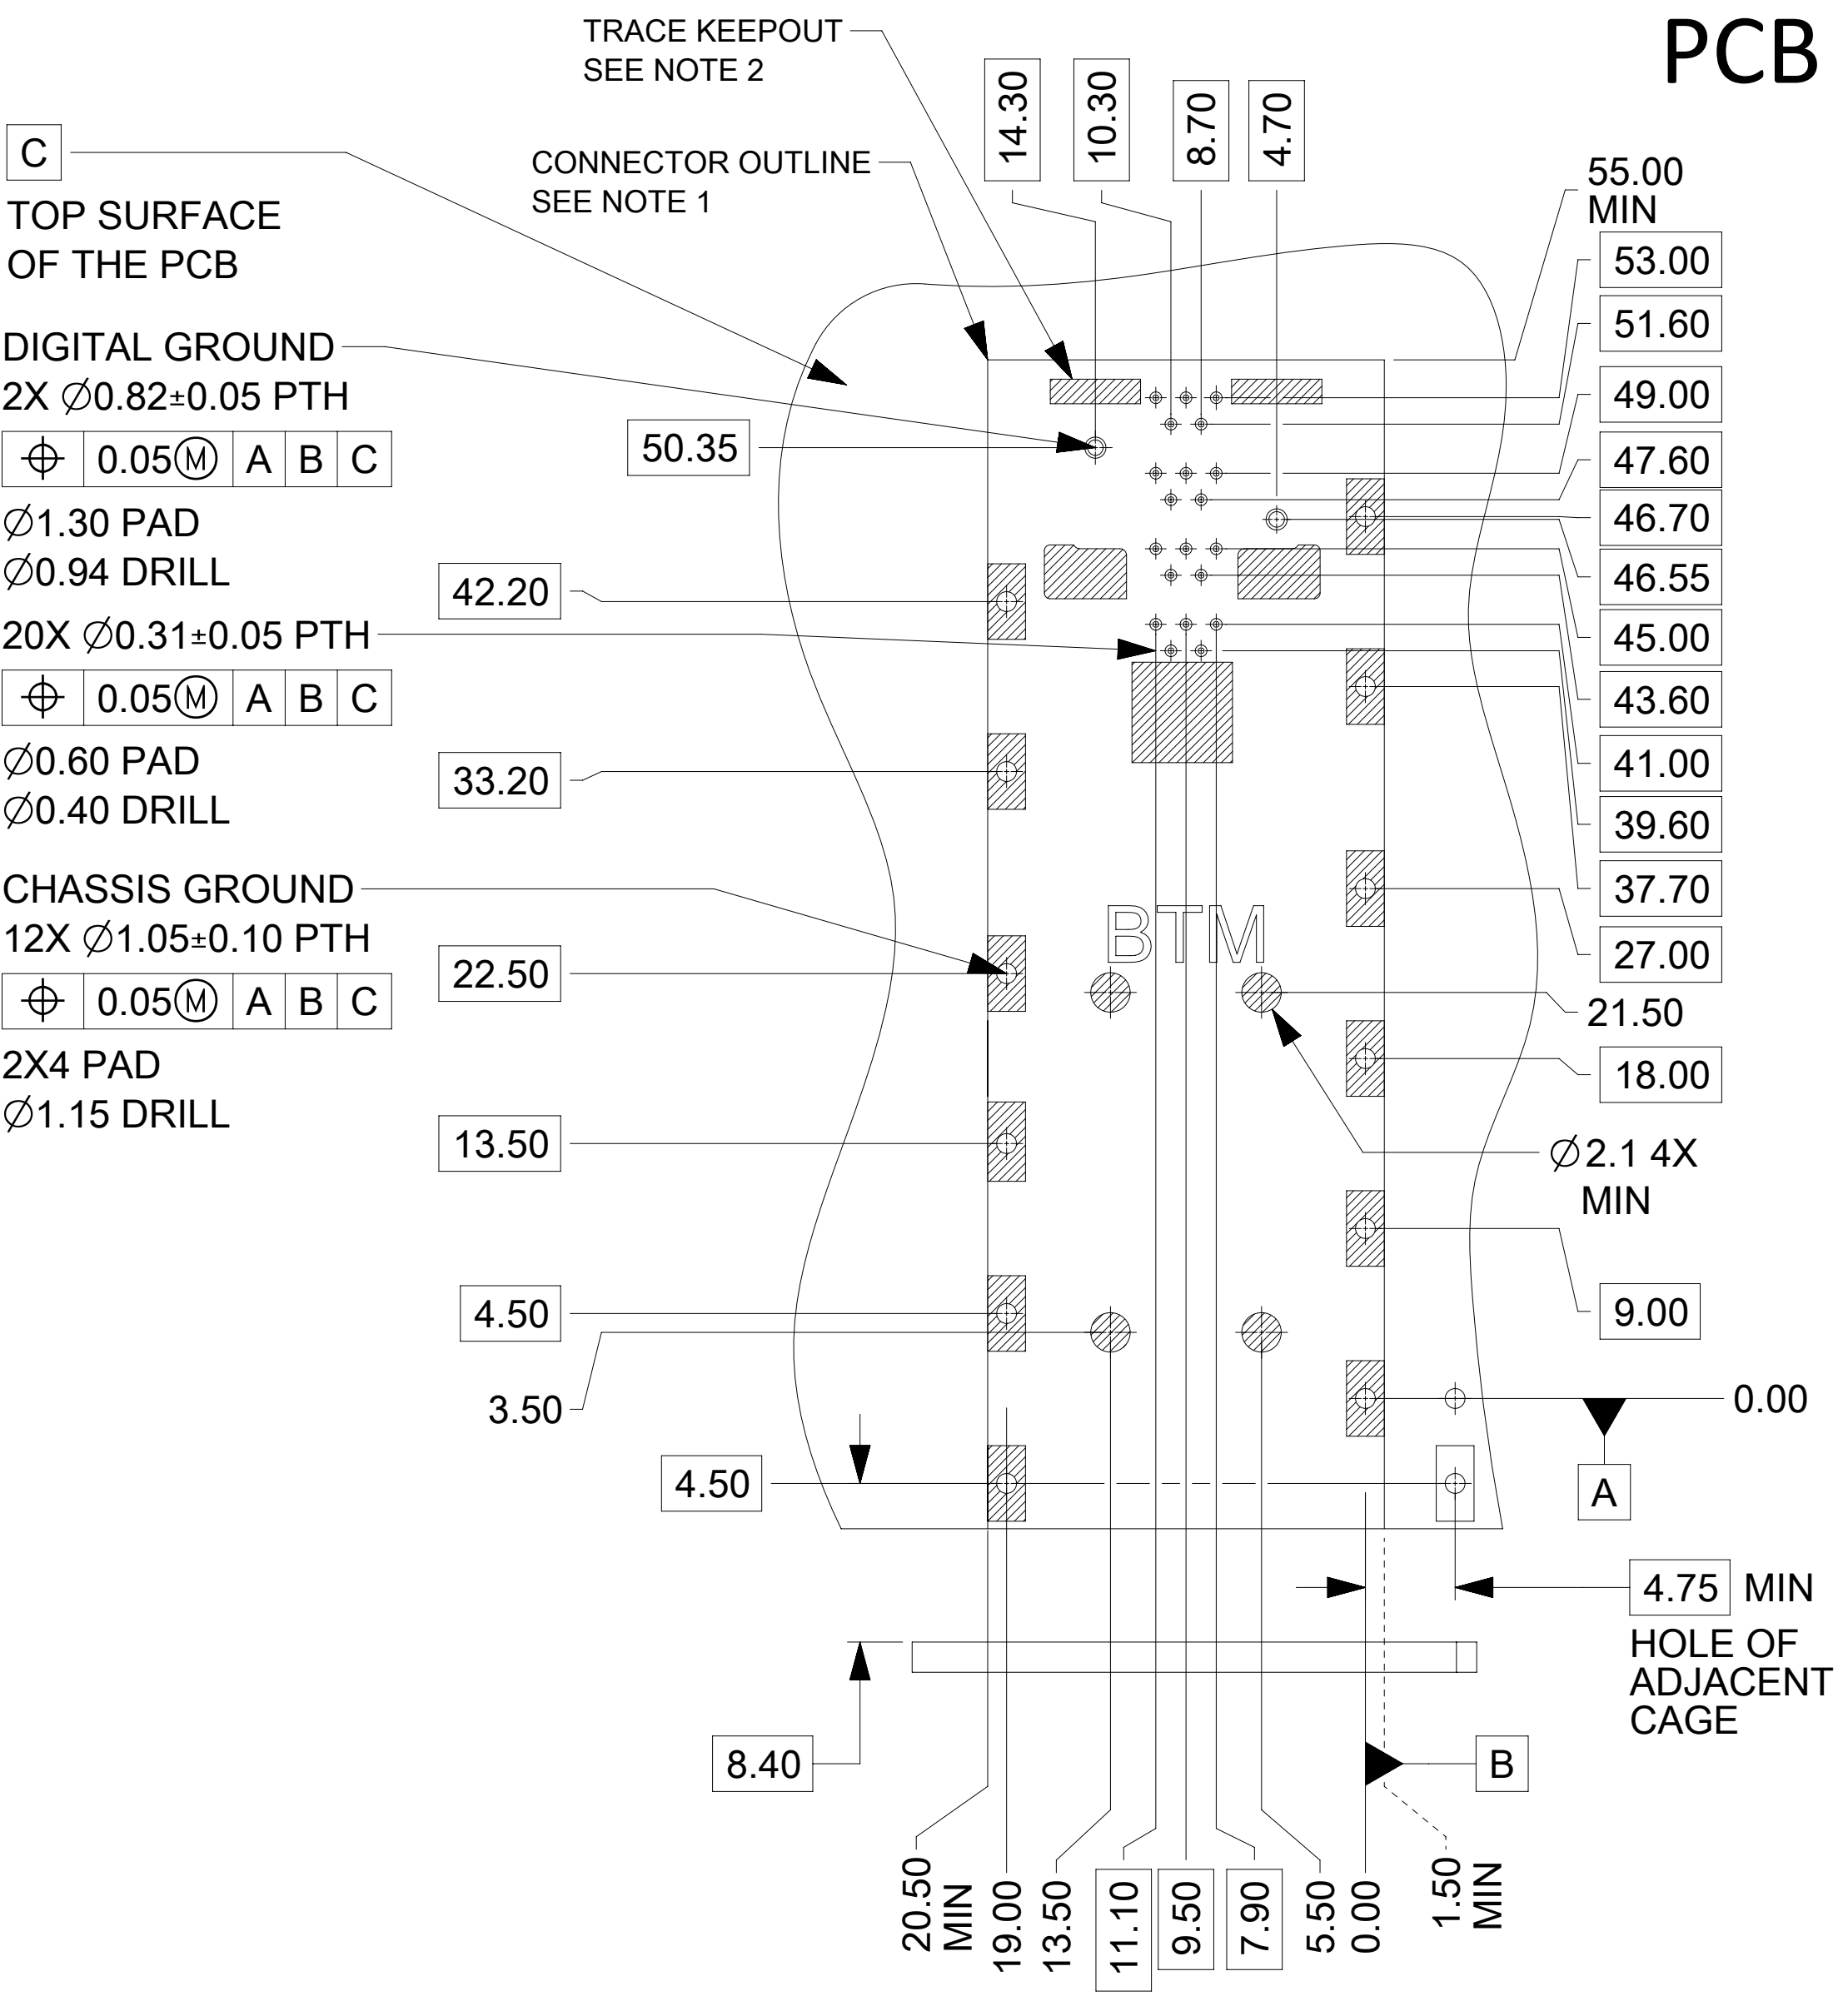 PCB
TRACE KEEPOUT
SEE NOTE 2
CONNECTOR OUTLINE
SEE NOTE 1
14.30
10.30
8.70
4.70
C
TOP SURFACE
OF THE PCB
DIGITAL GROUND
2X ∅0.82±0.05 PTH
⌖ 0.05Ⓜ A B C
∅1.30 PAD
∅0.94 DRILL
20X ∅0.31±0.05 PTH
⌖ 0.05Ⓜ A B C
∅0.60 PAD
∅0.40 DRILL
CHASSIS GROUND
12X ∅1.05±0.10 PTH
⌖ 0.05Ⓜ A B C
2X4 PAD
∅1.15 DRILL
50.35
42.20
33.20
22.50
13.50
4.50
3.50
4.50
8.40
BTM
55.00
MIN
53.00
51.60
49.00
47.60
46.70
46.55
45.00
43.60
41.00
39.60
37.70
27.00
21.50
18.00
∅2.1 4X
MIN
9.00
0.00
A
4.75 MIN
HOLE OF
ADJACENT
CAGE
B
20.50
MIN
19.00
13.50
11.10
9.50
7.90
5.50
0.00
1.50
MIN